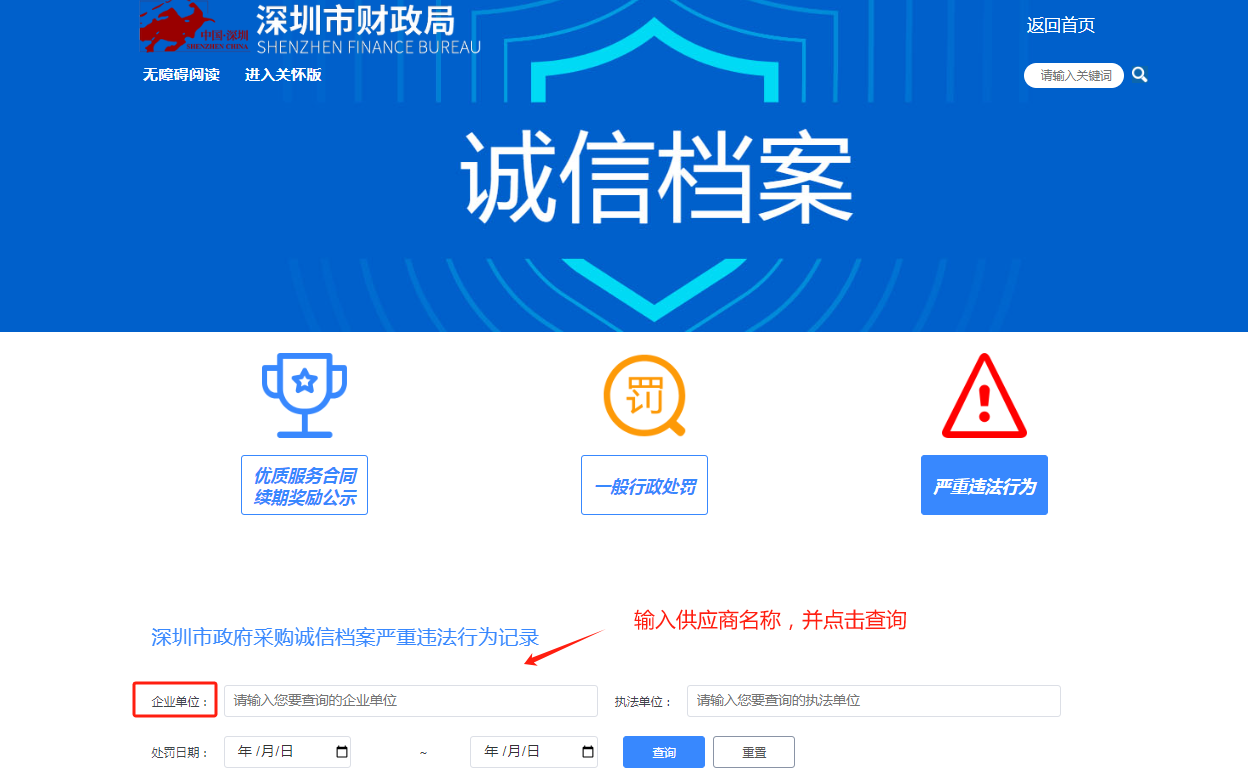 深圳市财政局
中国·深圳
SHENZHEN CHINA
SHENZHEN FINANCE BUREAU
返回首页
无障碍阅读 进入关怀版
请输入关键词
诚信档案
罚
优质服务合同
续期奖励公示
一般行政处罚
严重违法行为
输入供应商名称，并点击查询
深圳市政府采购诚信档案严重违法行为记录
企业单位： 请输入您要查询的企业单位 执法单位： 请输入您要查询的执法单位
处罚日期： 年 /月/日 ~ 年 /月/日 查询 重置